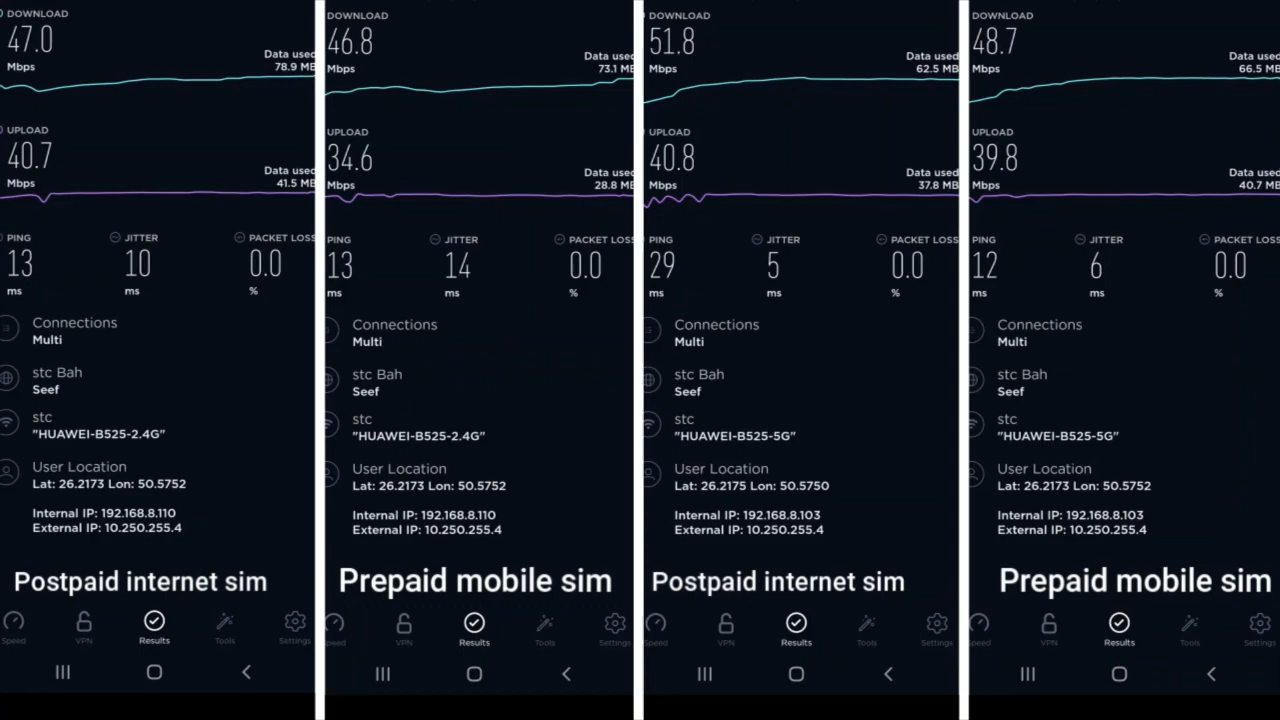 DOWNLOAD
47.0
Mbps
Data used
78.9 MB
UPLOAD
40.7
Mbps
Data used
41.5 MB
PING
13
ms
JITTER
10
ms
PACKET LOSS
0.0
%
Connections
Multi
stc Bah
Seef
stc
"HUAWEI-B525-2.4G"
User Location
Lat: 26.2173 Lon: 50.5752
Internal IP: 192.168.8.110
External IP: 10.250.255.4
Postpaid internet sim
Speed
VPN
Results
Tools
Settings
DOWNLOAD
46.8
Mbps
Data used
73.1 MB
UPLOAD
34.6
Mbps
Data used
28.8 MB
PING
13
ms
JITTER
14
ms
PACKET LOSS
0.0
%
Connections
Multi
stc Bah
Seef
stc
"HUAWEI-B525-2.4G"
User Location
Lat: 26.2173 Lon: 50.5752
Internal IP: 192.168.8.110
External IP: 10.250.255.4
Prepaid mobile sim
peed
VPN
Results
Tools
Settings
DOWNLOAD
51.8
Mbps
Data used
62.5 MB
UPLOAD
40.8
Mbps
Data used
37.8 MB
PING
29
ms
JITTER
5
ms
PACKET LOSS
0.0
%
Connections
Multi
stc Bah
Seef
stc
"HUAWEI-B525-5G"
User Location
Lat: 26.2175 Lon: 50.5750
Internal IP: 192.168.8.103
External IP: 10.250.255.4
Postpaid internet sim
peed
VPN
Results
Tools
Settings
DOWNLOAD
48.7
Mbps
Data used
66.5 MB
UPLOAD
39.8
Mbps
Data used
40.7 MB
PING
12
ms
JITTER
6
ms
PACKET LOSS
0.0
%
Connections
Multi
stc Bah
Seef
stc
"HUAWEI-B525-5G"
User Location
Lat: 26.2173 Lon: 50.5752
Internal IP: 192.168.8.103
External IP: 10.250.255.4
Prepaid mobile sim
peed
VPN
Results
Tools
Settings